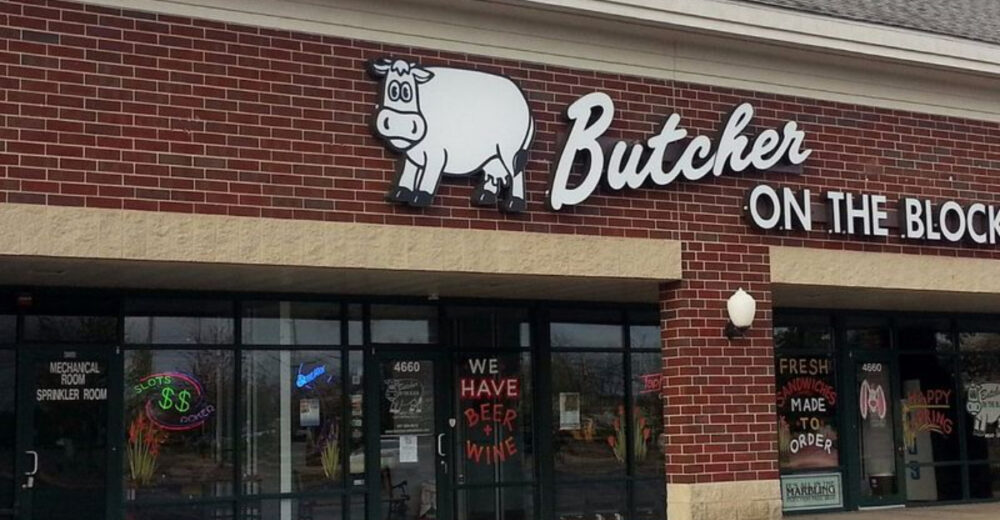 Butcher
ON THE BLOCK
MECHANICAL
ROOM
SPRINKLER ROOM
SLOTS
$$
POKER
4660
WE
HAVE
BEER
+
WINE
FRESH
SANDWICHES
MADE
TO
ORDER
4660
HAPPY
SPRING
MARBLING